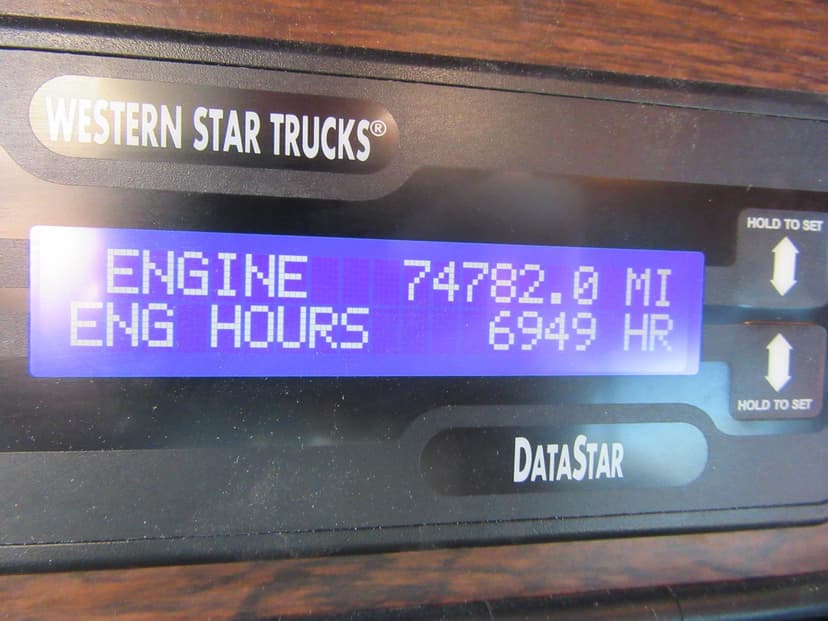 WESTERN STAR TRUCKS®
HOLD TO SET
ENGINE 74782.0 MI
ENG HOURS 6949 HR
HOLD TO SET
DATASTAR